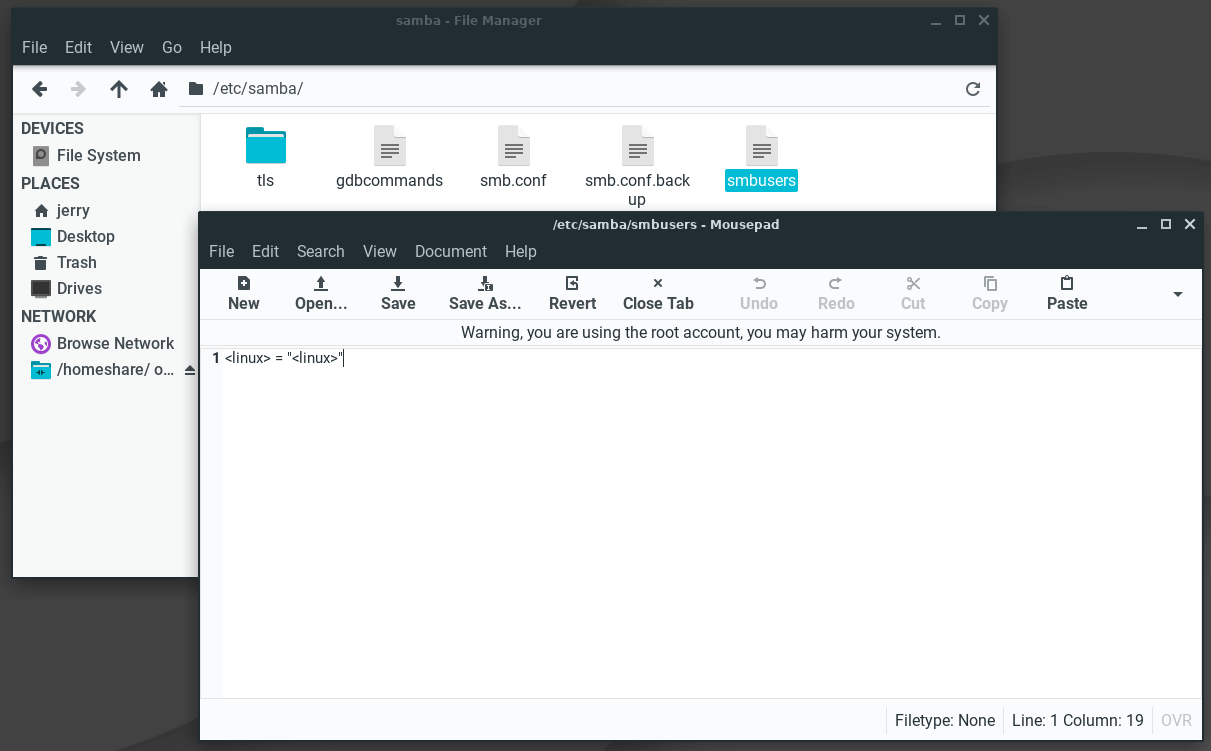 samba - File Manager
File Edit View Go Help
/etc/samba/
DEVICES
File System
PLACES
jerry
Desktop
Trash
Drives
NETWORK
Browse Network
/homeshare/ o...
tls gdbcommands smb.conf smb.conf.back smbusers
up
/etc/samba/smbusers - Mousepad
File Edit Search View Document Help
New Open... Save Save As... Revert Close Tab Undo Redo Cut Copy Paste
Warning, you are using the root account, you may harm your system.
1 <linux> = "<linux>"
Filetype: None Line: 1 Column: 19 OVR